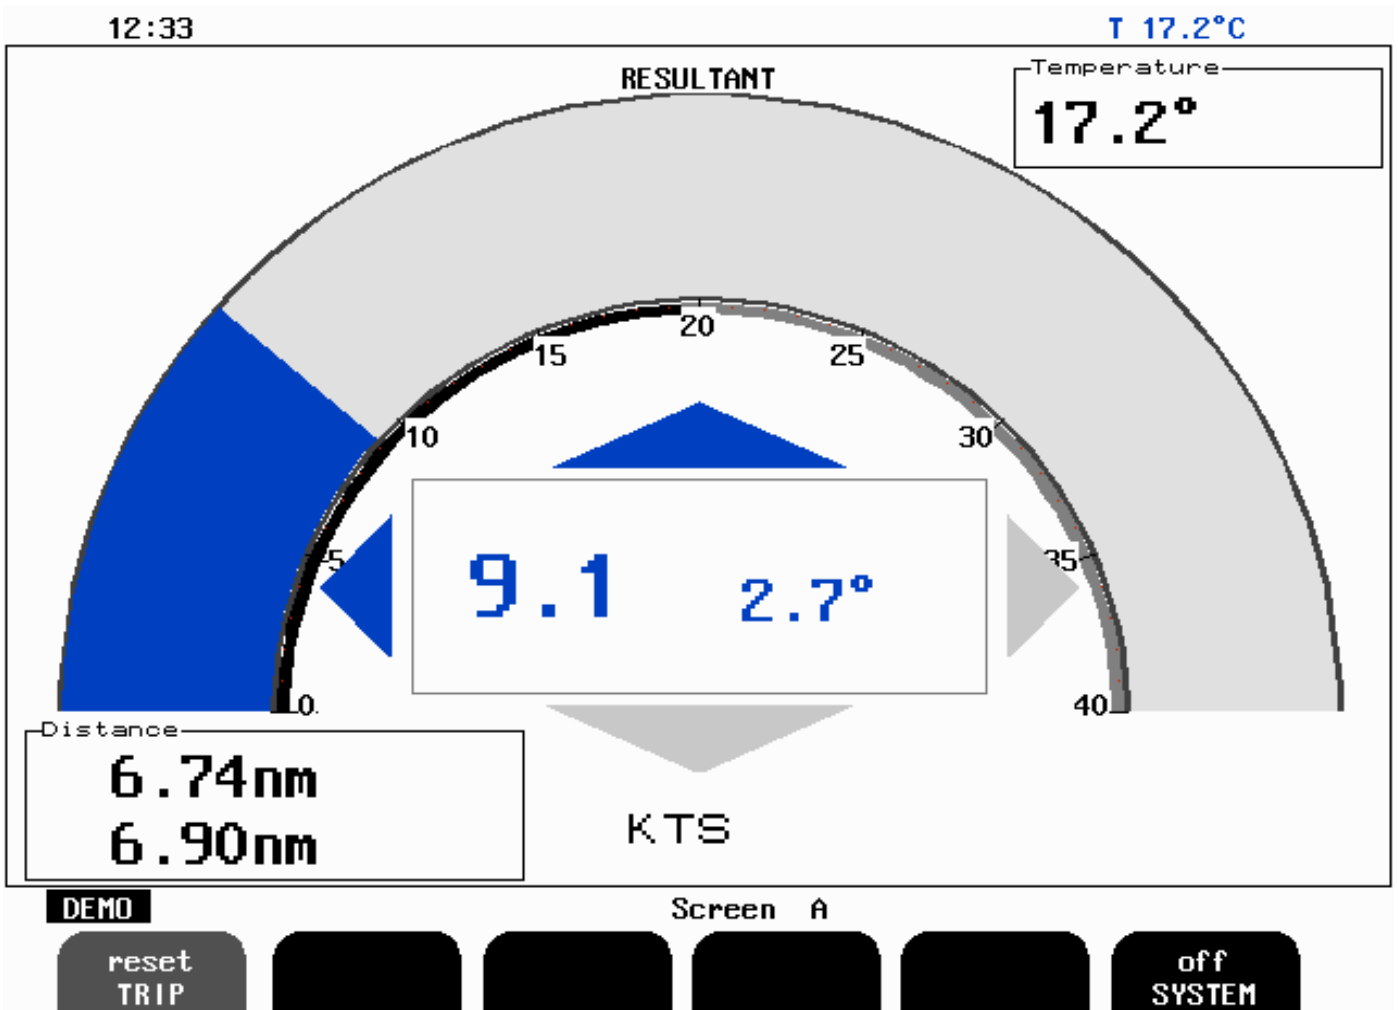 12:33
T 17.2°C
RESULTANT
Temperature
17.2°
20
15
25
10
30
5
35
9.1
2.7°
0
40
Distance
6.74nm
6.90nm
KTS
DEMO
Screen A
reset
TRIP
off
SYSTEM